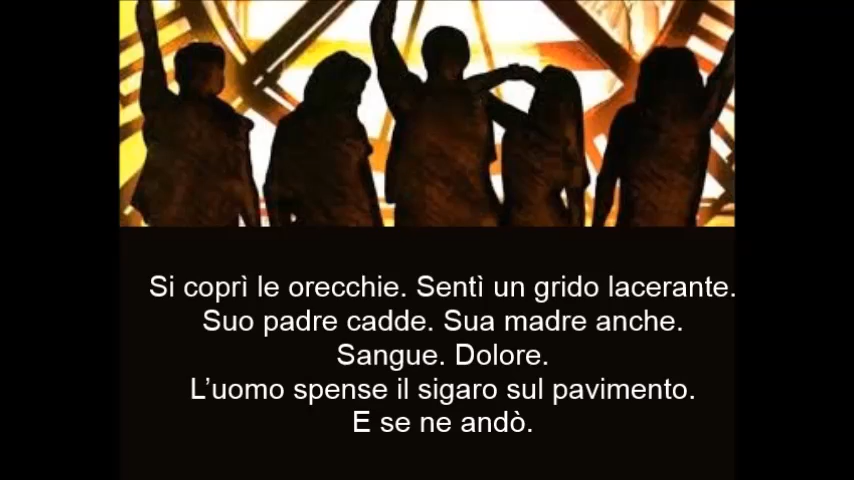 Si coprì le orecchie. Sentì un grido lacerante.
Suo padre cadde. Sua madre anche.
Sangue. Dolore.
L’uomo spense il sigaro sul pavimento.
E se ne andò.